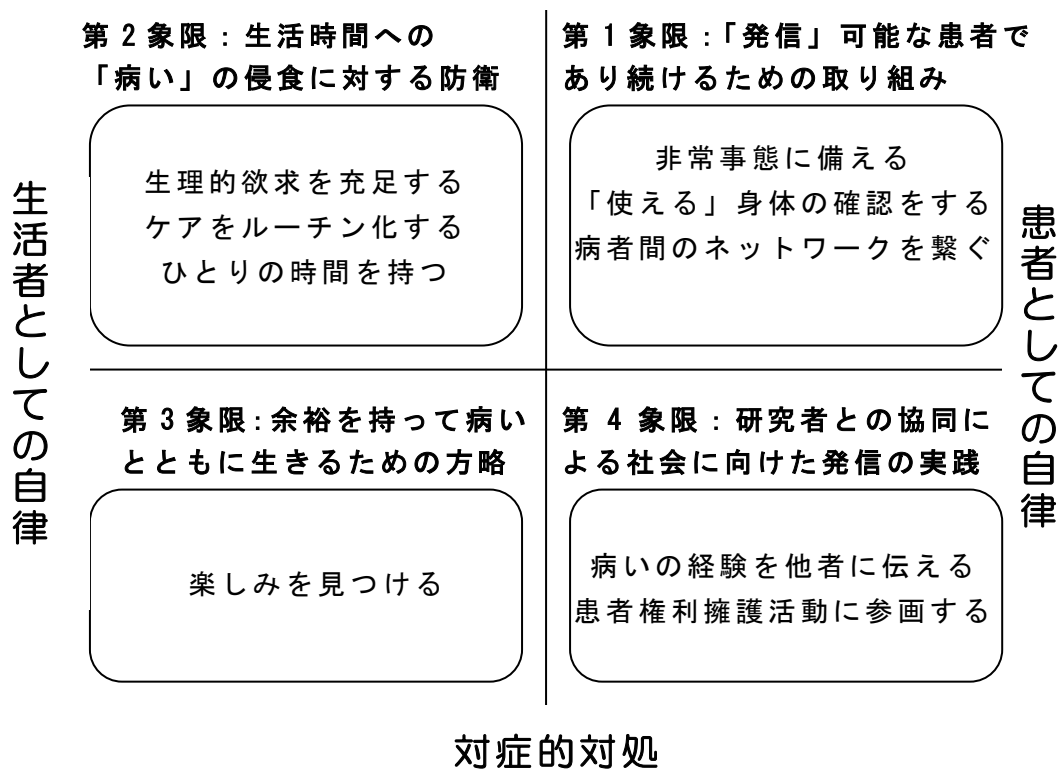 第2象限：生活時間への
「病い」の侵食に対する防衛
生理的欲求を充足する
ケアをルーチン化する
ひとりの時間を持つ
第1象限：「発信」可能な患者で
あり続けるための取り組み
非常事態に備える
「使える」身体の確認をする
病者間のネットワークを繋ぐ
生活者としての自律
患者としての自律
第3象限：余裕を持って病い
とともに生きるための方略
楽しみを見つける
第4象限：研究者との協同に
よる社会に向けた発信の実践
病いの経験を他者に伝える
患者権利擁護活動に参画する
対症的対処